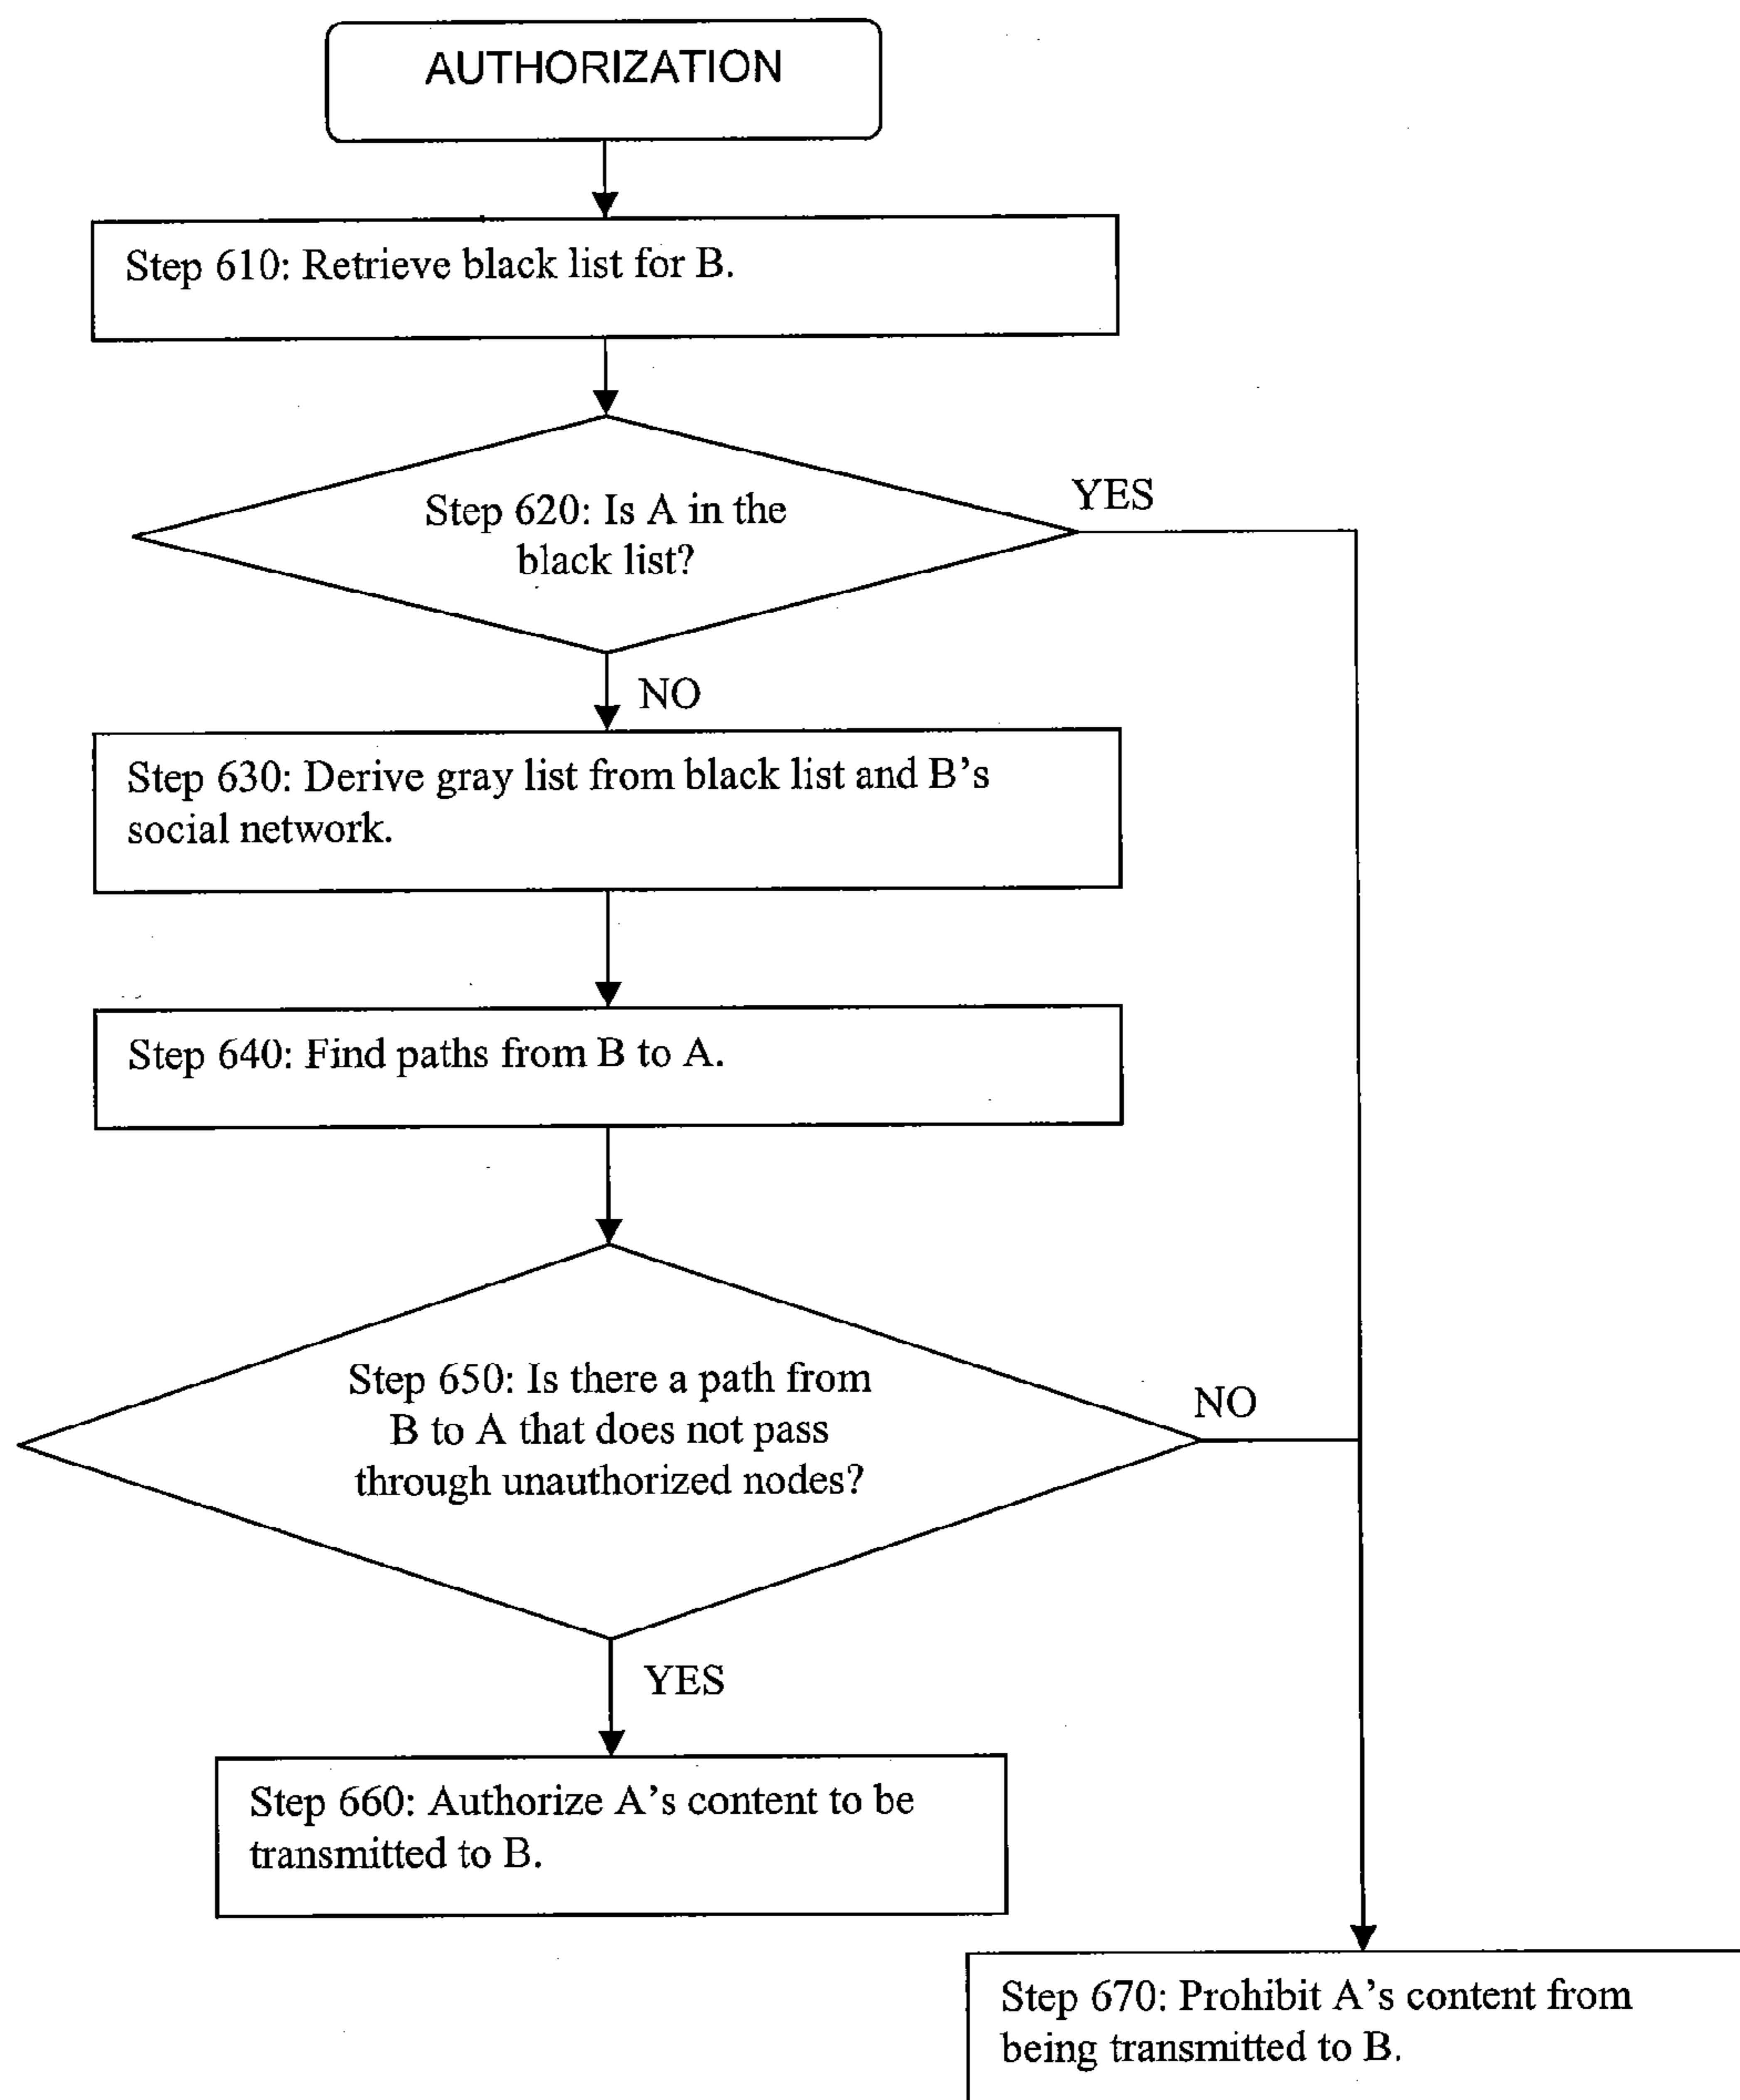 AUTHORIZATION
Step 610: Retrieve black list for B.
Step 620: Is A in the
black list?
YES
NO
Step 630: Derive gray list from black list and B's
social network.
Step 640: Find paths from B to A.
Step 650: Is there a path from
B to A that does not pass
through unauthorized nodes?
NO
YES
Step 660: Authorize A's content to be
transmitted to B.
Step 670: Prohibit A's content from
being transmitted to B.